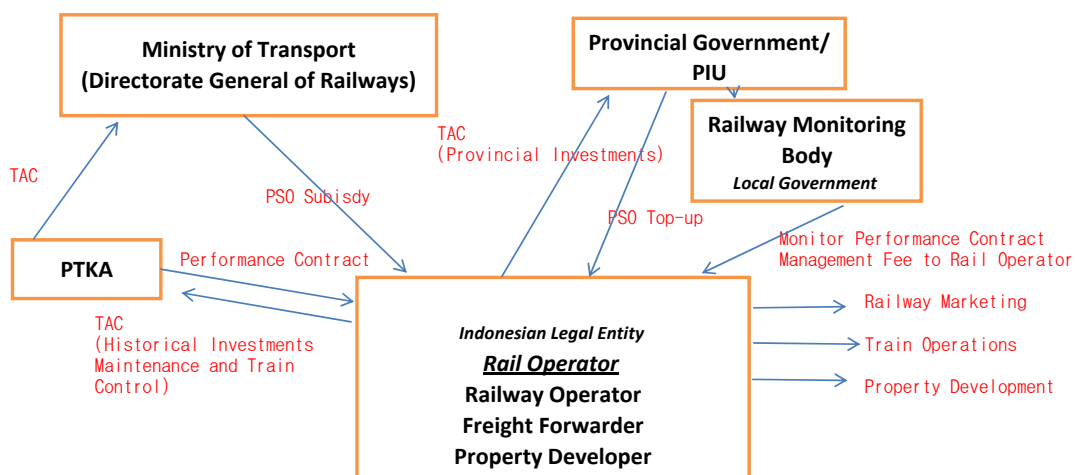 Ministry of Transport
(Directorate General of Railways)
Provincial Government/
PIU
Railway Monitoring
Body
Local Government
TAC
(Provincial Investments)
TAC
PSO Subisdy
PSO Top-up
Monitor Performance Contract
Management Fee to Rail Operator
PTKA
Performance Contract
TAC
(Historical Investments
Maintenance and Train
Control)
Indonesian Legal Entity
Rail Operator
Railway Operator
Freight Forwarder
Property Developer
Railway Marketing
Train Operations
Property Development